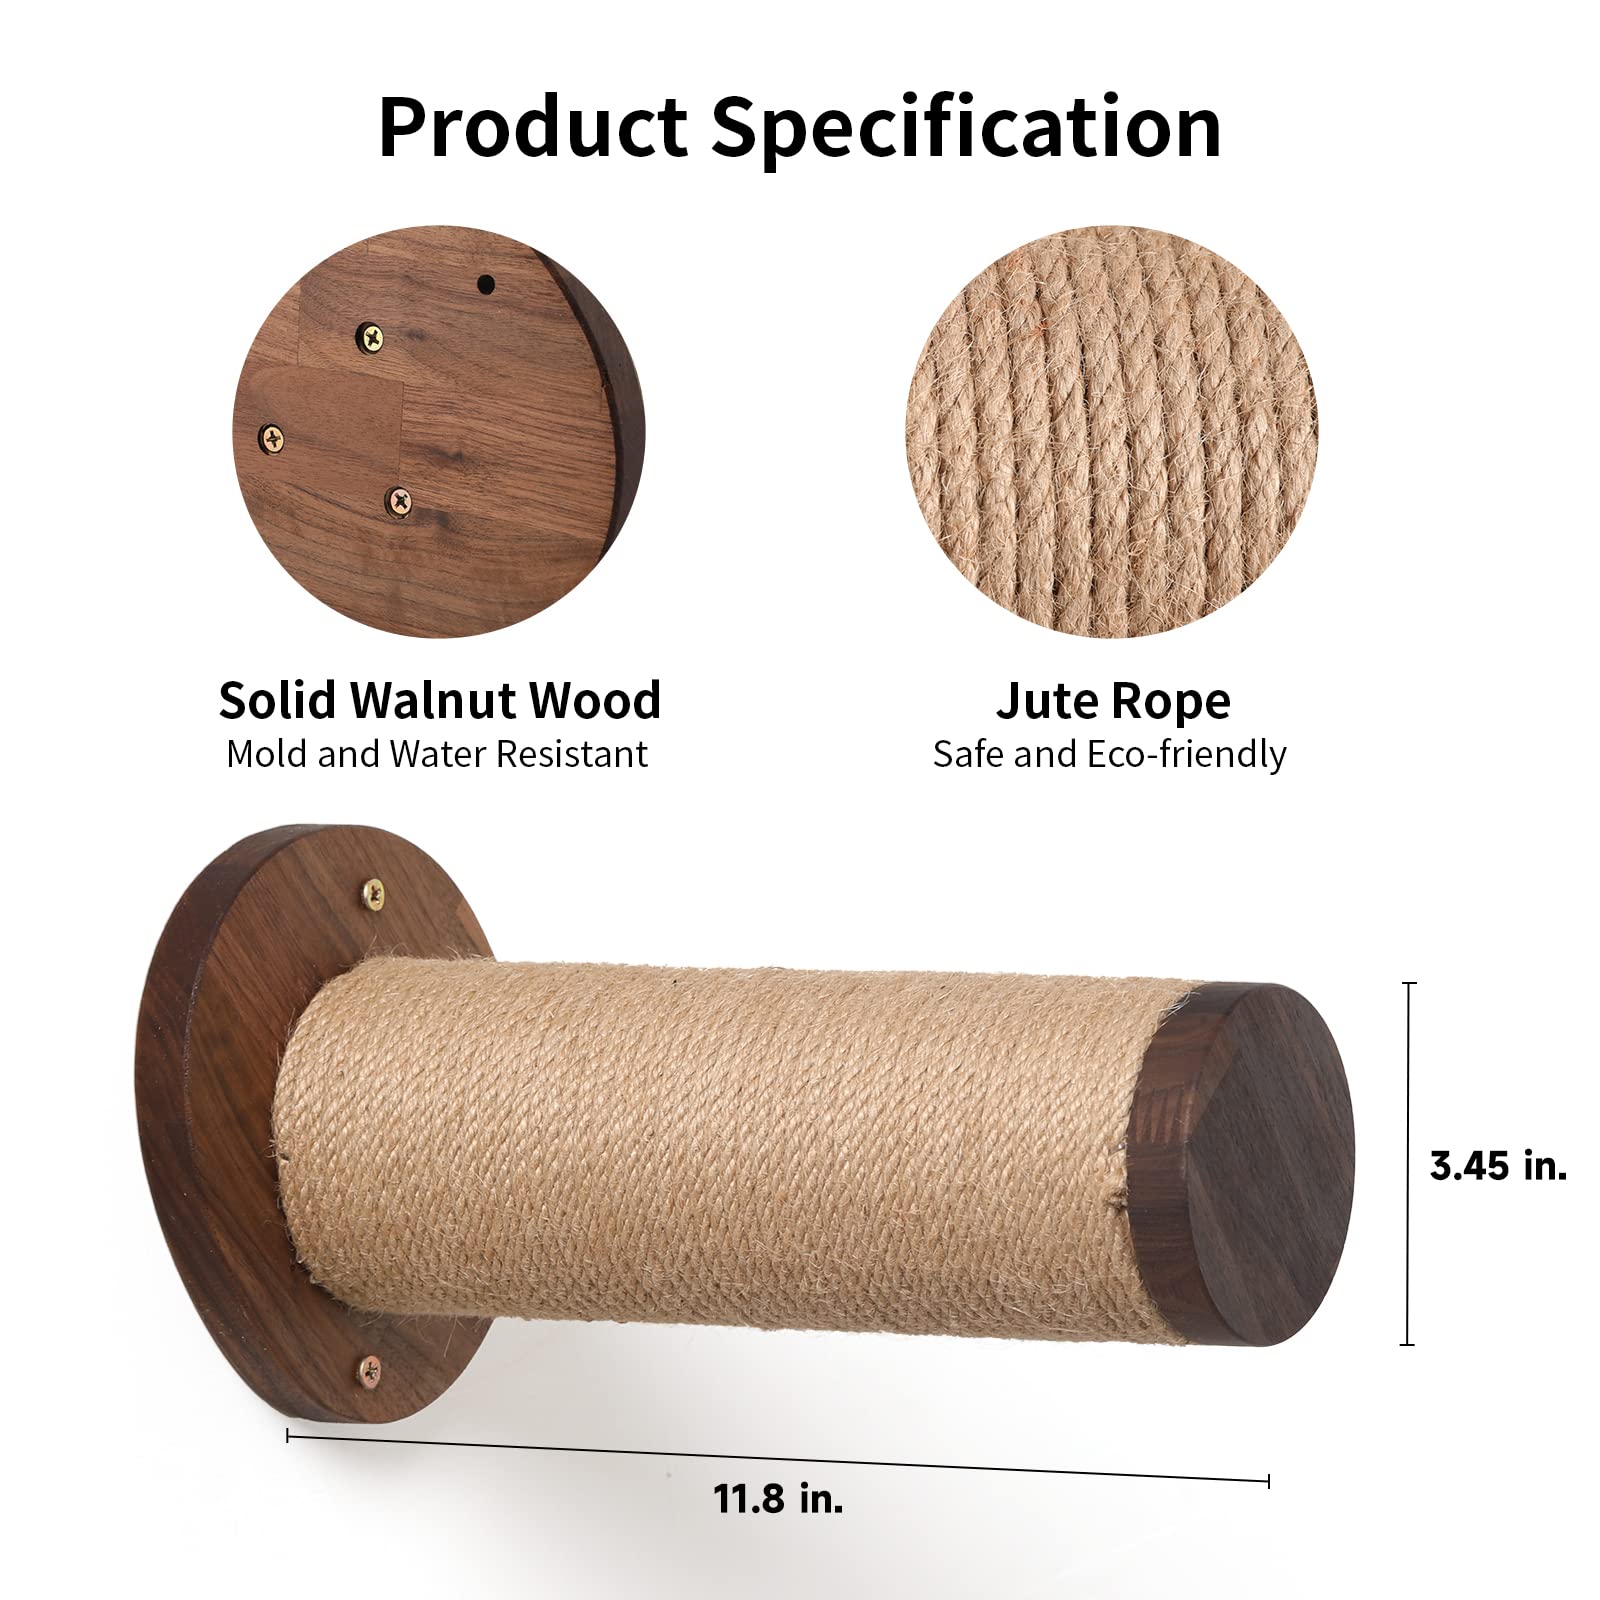 Product Specification
Solid Walnut Wood
Mold and Water Resistant
Jute Rope
Safe and Eco-friendly
3.45 in.
11.8 in.